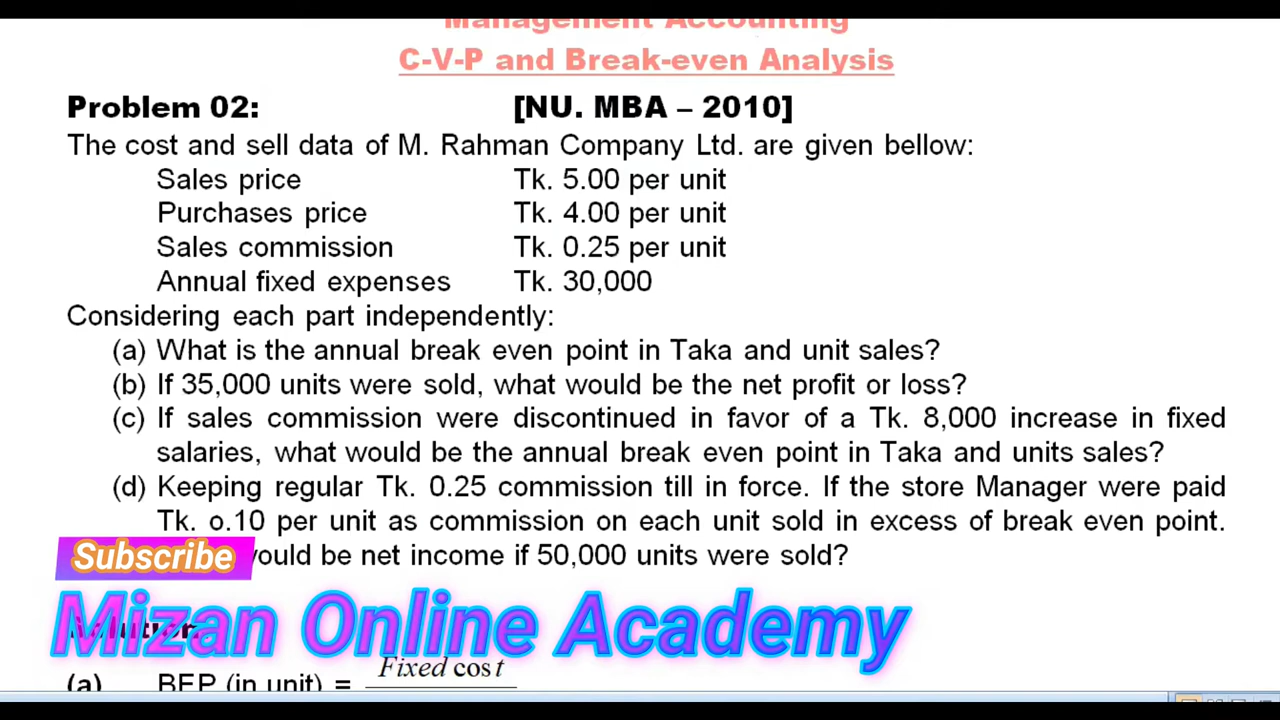 Management Accounting
C-V-P and Break-even Analysis
Problem 02: [NU. MBA – 2010]
The cost and sell data of M. Rahman Company Ltd. are given bellow:
Sales price Tk. 5.00 per unit
Purchases price Tk. 4.00 per unit
Sales commission Tk. 0.25 per unit
Annual fixed expenses Tk. 30,000
Considering each part independently:
(a) What is the annual break even point in Taka and unit sales?
(b) If 35,000 units were sold, what would be the net profit or loss?
(c) If sales commission were discontinued in favor of a Tk. 8,000 increase in fixed
salaries, what would be the annual break even point in Taka and units sales?
(d) Keeping regular Tk. 0.25 commission till in force. If the store Manager were paid
Tk. o.10 per unit as commission on each unit sold in excess of break even point.
Subscribe ould be net income if 50,000 units were sold?
Mizan Online Academy
Fixed cost
(a) BEP (in unit) =